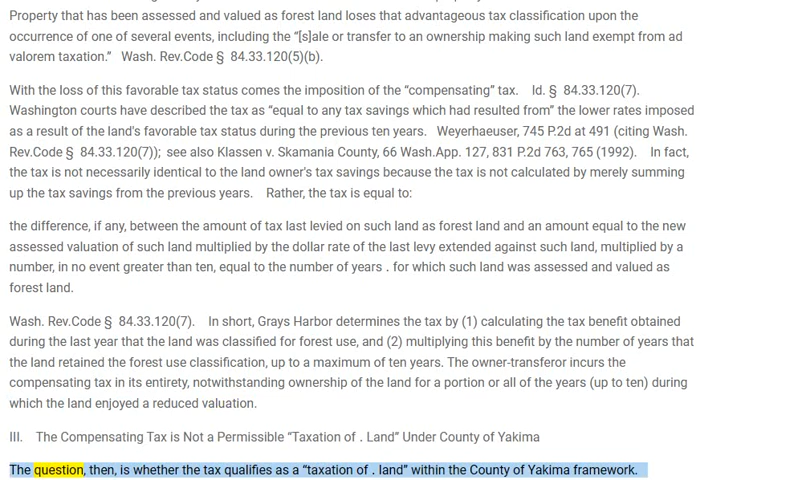 Property that has been assessed and valued as forest land loses that advantageous tax classification upon the
occurrence of one of several events, including the “[s]ale or transfer to an ownership making such land exempt from ad
valorem taxation.” Wash. Rev.Code § 84.33.120(5)(b).
With the loss of this favorable tax status comes the imposition of the “compensating” tax. Id. § 84.33.120(7).
Washington courts have described the tax as “equal to any tax savings which had resulted from” the lower rates imposed
as a result of the land's favorable tax status during the previous ten years. Weyerhaeuser, 745 P.2d at 491 (citing Wash.
Rev.Code § 84.33.120(7)); see also Klassen v. Skamania County, 66 Wash.App. 127, 831 P.2d 763, 765 (1992). In fact,
the tax is not necessarily identical to the land owner's tax savings because the tax is not calculated by merely summing
up the tax savings from the previous years. Rather, the tax is equal to:
the difference, if any, between the amount of tax last levied on such land as forest land and an amount equal to the new
assessed valuation of such land multiplied by the dollar rate of the last levy extended against such land, multiplied by a
number, in no event greater than ten, equal to the number of years . for which such land was assessed and valued as
forest land.
Wash. Rev.Code § 84.33.120(7). In short, Grays Harbor determines the tax by (1) calculating the tax benefit obtained
during the last year that the land was classified for forest use, and (2) multiplying this benefit by the number of years that
the land retained the forest use classification, up to a maximum of ten years. The owner-transferor incurs the
compensating tax in its entirety, notwithstanding ownership of the land for a portion or all of the years (up to ten) during
which the land enjoyed a reduced valuation.
III. The Compensating Tax is Not a Permissible “Taxation of . Land” Under County of Yakima
The question, then, is whether the tax qualifies as a “taxation of . land” within the County of Yakima framework.